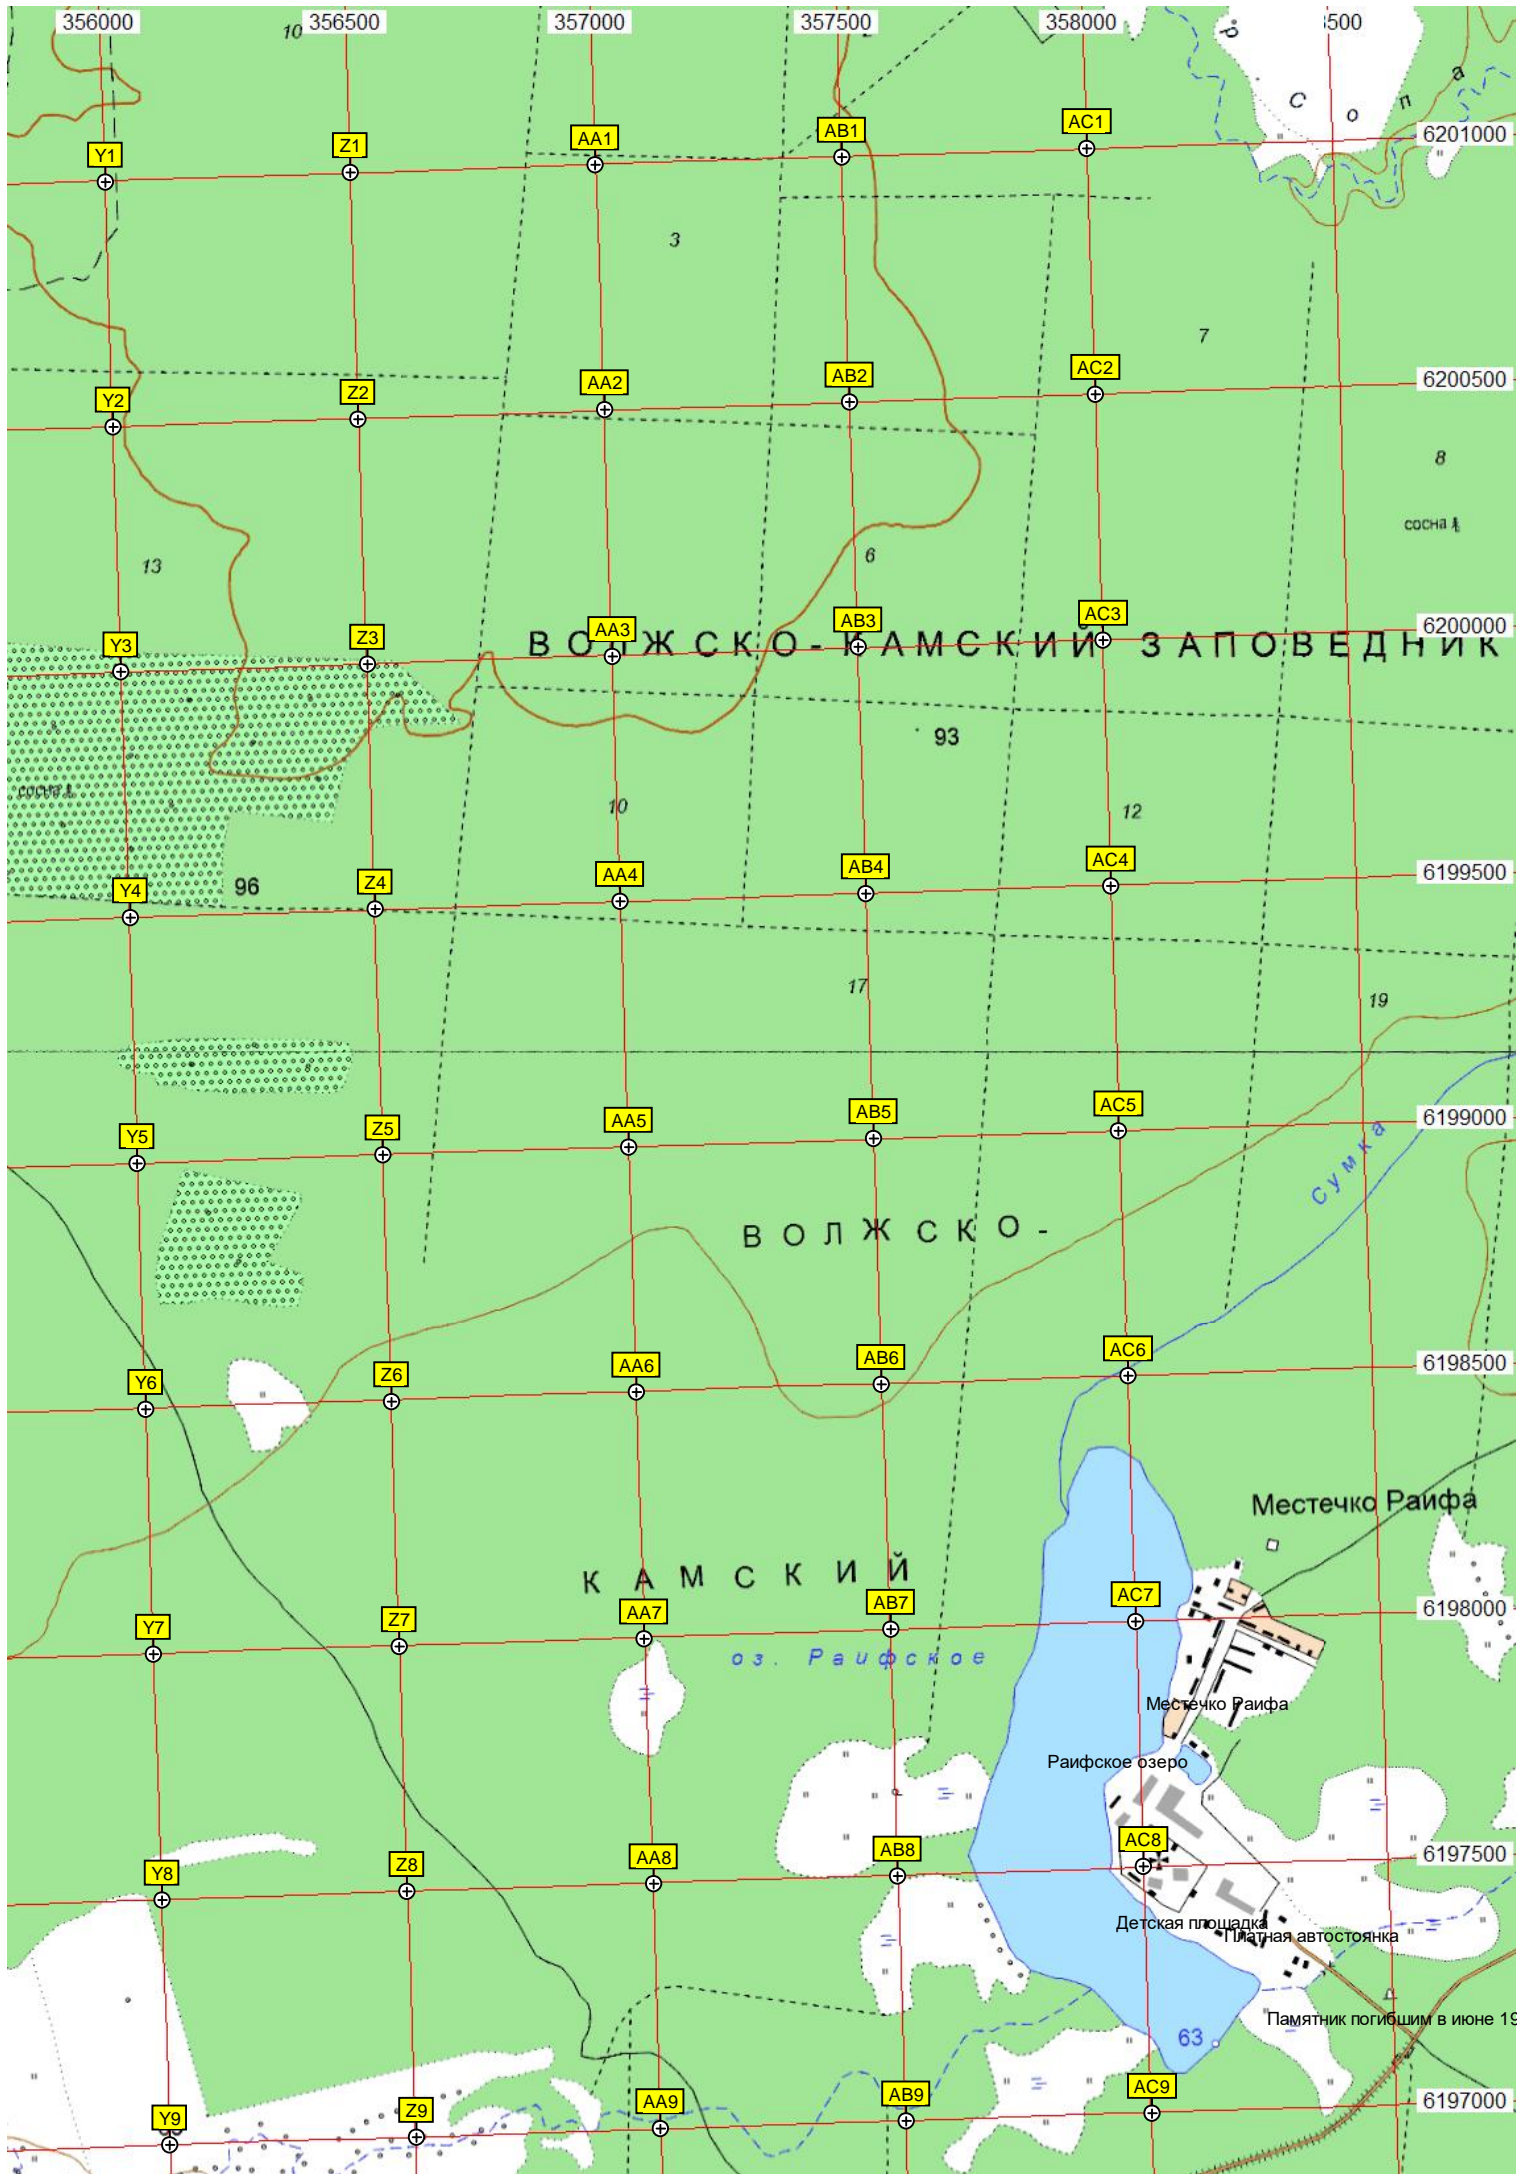 356000 356500 357000 357500 358000 500
10
р
С о п а
6201000
Y1 Z1 AA1 AB1 AC1
3
7
6200500
Y2 Z2 AA2 AB2 AC2
8
сосна
13
6
6200000
Y3 Z3 AA3 AB3 AC3
ВОЛЖСКО-КАМСКИЙ ЗАПОВЕДНИК
93
сосна
10
12
6199500
Y4 Z4 AA4 AB4 AC4
96
17
19
6199000
Y5 Z5 AA5 AB5 AC5
Сумка
ВОЛЖСКО-
6198500
Y6 Z6 AA6 AB6 AC6
Местечко Раифа
КАМСКИЙ
6198000
Y7 Z7 AA7 AB7 AC7
оз. Раифское
Местечко Раифа
Раифское озеро
6197500
Y8 Z8 AA8 AB8 AC8
Детская площадка
Платная автостоянка
Памятник погибшим в июне 19
63
6197000
Y9 Z9 AA9 AB9 AC9